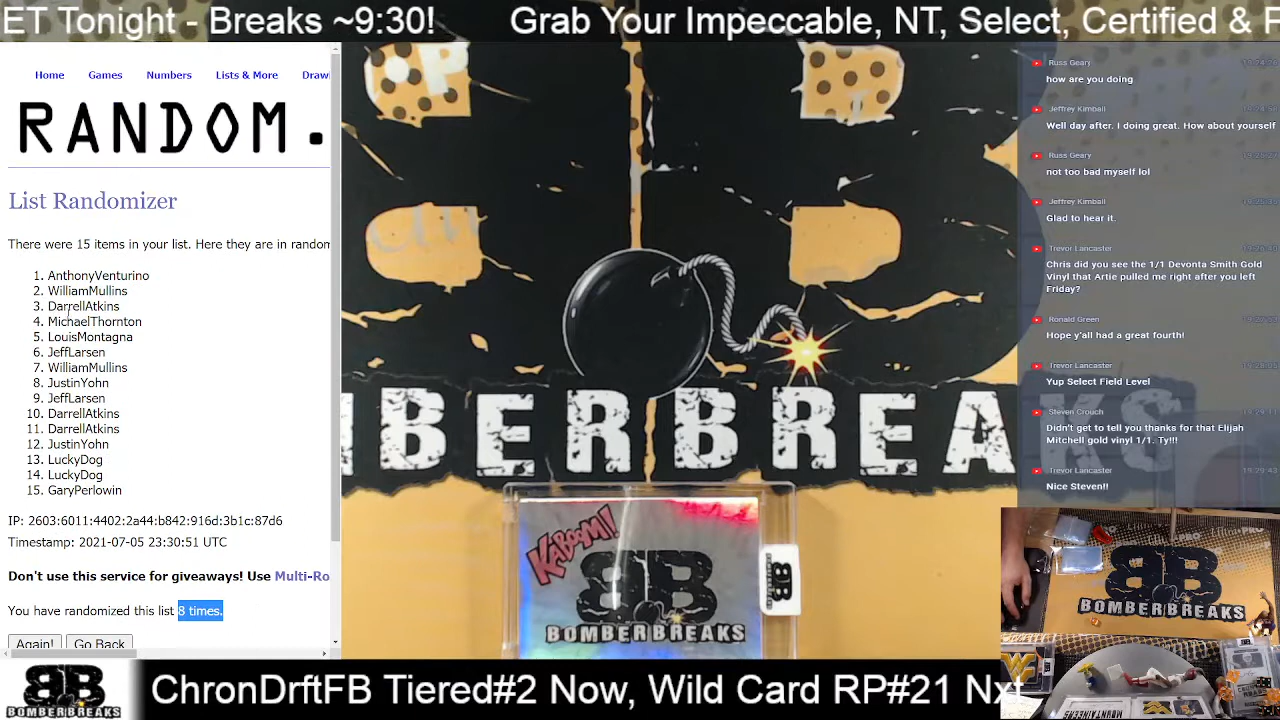 ET Tonight - Breaks ~9:30! Grab Your Impeccable, NT, Select, Certified & F
Home Games Numbers Lists & More Drawi
RANDOM.
List Randomizer
There were 15 items in your list. Here they are in random
1. AnthonyVenturino
2. WilliamMullins
3. DarrellAtkins
4. MichaelThornton
5. LouisMontagna
6. JeffLarsen
7. WilliamMullins
8. JustinYohn
9. JeffLarsen
10. DarrellAtkins
11. DarrellAtkins
12. JustinYohn
13. LuckyDog
14. LuckyDog
15. GaryPerlowin
IP: 2603:6011:4402:2a44:b842:916d:3b1c:87d6
Timestamp: 2021-07-05 23:30:51 UTC
Don't use this service for giveaways! Use Multi-Ro
You have randomized this list 8 times.
Again! Go Back
MBERBREA
KABOOM!
BB
BOMBERBREAKS
BB
Russ Geary
how are you doing
Jeffrey Kimball
Well day after. I doing great. How about yourself
Russ Geary
not too bad myself lol
Jeffrey Kimball
Glad to hear it.
Trevor Lancaster
Chris did you see the 1/1 Devonta Smith Gold
Vinyl that Artie pulled me right after you left
Friday?
Ronald Green
Hope y'all had a great fourth!
Trevor Lancaster
Yup Select Field Level
Steven Crouch
Didn't get to tell you thanks for that Elijah
Mitchell gold vinyl 1/1. Ty!!!
Trevor Lancaster
Nice Steven!!
BB
BOMBERBREAKS
MOUNTAINEERS
BB
BOMBERBREAKS
ChronDrftFB Tiered#2 Now, Wild Card RP#21 Nxt